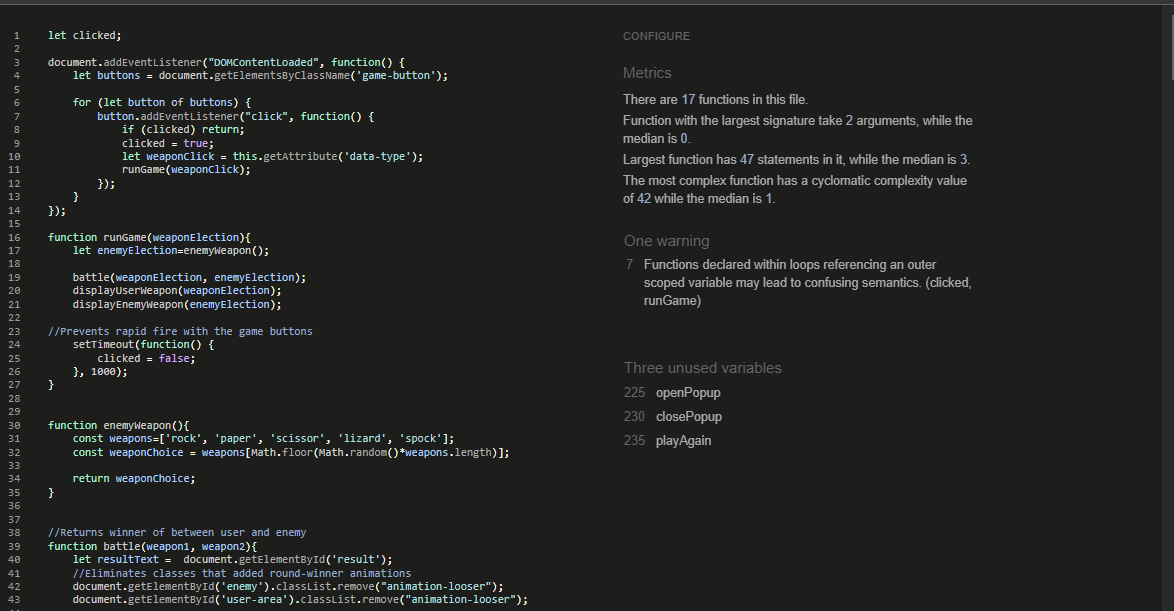 1 let clicked;
2
3 document.addEventListener("DOMContentLoaded", function() {
4 let buttons = document.getElementsByClassName('game-button');
5
6 for (let button of buttons) {
7 button.addEventListener("click", function() {
8 if (clicked) return;
9 clicked = true;
10 let weaponClick = this.getAttribute('data-type');
11 runGame(weaponClick);
12 });
13 }
14 });
15
16 function runGame(weaponElection){
17 let enemyElection=enemyWeapon();
18
19 battle(weaponElection, enemyElection);
20 displayUserWeapon(weaponElection);
21 displayEnemyWeapon(enemyElection);
22
23 //Prevents rapid fire with the game buttons
24 setTimeout(function() {
25 clicked = false;
26 }, 1000);
27 }
28
29
30 function enemyWeapon(){
31 const weapons=['rock', 'paper', 'scissor', 'lizard', 'spock'];
32 const weaponChoice = weapons[Math.floor(Math.random()*weapons.length)];
33
34 return weaponChoice;
35 }
36
37
38 //Returns winner of between user and enemy
39 function battle(weapon1, weapon2){
40 let resultText =  document.getElementById('result');
41 //Eliminates classes that added round-winner animations
42 document.getElementById('enemy').classList.remove("animation-looser");
43 document.getElementById('user-area').classList.remove("animation-looser");
CONFIGURE
Metrics
There are 17 functions in this file.
Function with the largest signature take 2 arguments, while the
median is 0.
Largest function has 47 statements in it, while the median is 3.
The most complex function has a cyclomatic complexity value
of 42 while the median is 1.
One warning
7 Functions declared within loops referencing an outer
scoped variable may lead to confusing semantics. (clicked,
runGame)
Three unused variables
225 openPopup
230 closePopup
235 playAgain